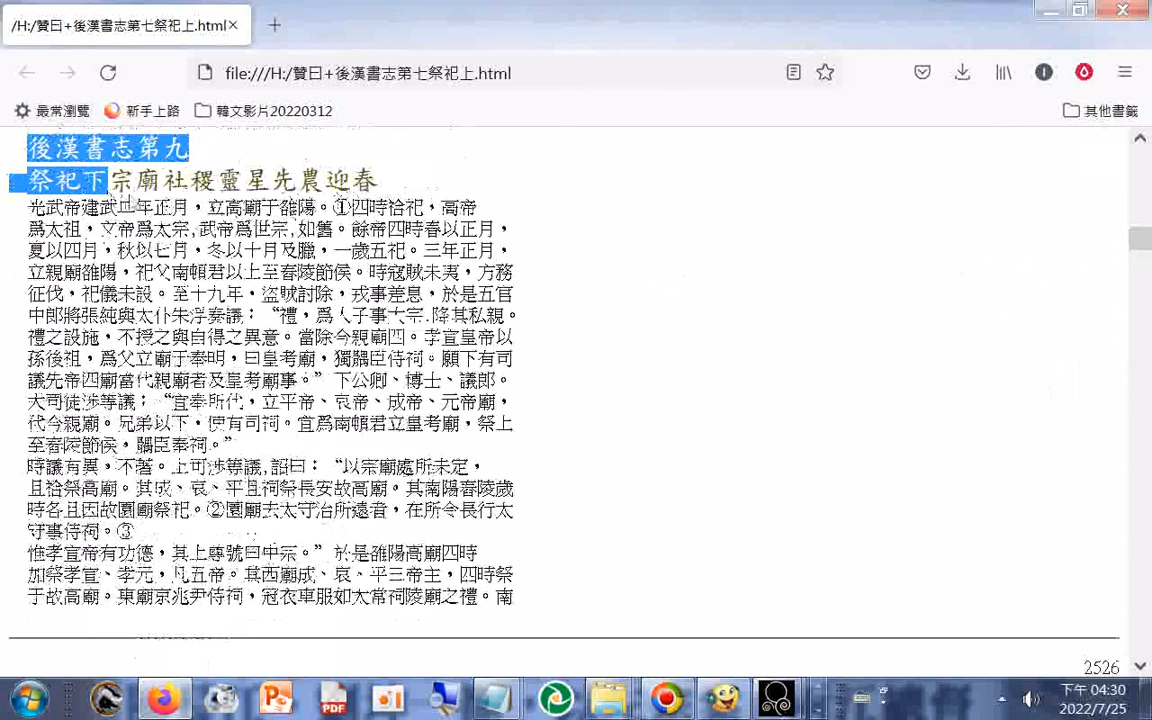 /H:/贊曰+後漢書志第七祭祀上.html
file:///H:/贊曰+後漢書志第七祭祀上.html
最常瀏覽 新手上路 韓文影片20220312 其他書籤
後漢書志第九
祭祀下宗廟社稷靈星先農迎春
光武帝建武二年正月，立高廟于雒陽。①四時祫祀，高帝
爲太祖，文帝爲太宗,武帝爲世宗,如舊。餘帝四時春以正月，
夏以四月，秋以七月，冬以十月及臘，一歲五祀。三年正月，
立親廟雒陽，祀父南頓君以上至舂陵節侯。時寇賊未夷，方務
征伐，祀儀未設。至十九年，盜賊討除，戎事差息，於是五官
中郎將張純與太仆朱浮奏議：“禮，爲人子事大宗.降其私親。
禮之設施，不授之與自得之異意。當除今親廟四。孝宣皇帝以
孫後祖，爲父立廟于奉明，曰皇考廟，獨羣臣侍祠。願下有司
議先帝四廟當代親廟者及皇考廟事。”下公卿、博士、議郎。
大司徒涉等議：“宜奉所代，立平帝、哀帝、成帝、元帝廟，
代今親廟。兄弟以下，使有司祠。宜爲南頓君立皇考廟，祭上
至舂陵節侯，羣臣奉祠。”
時議有異，不著。上可涉等議,詔曰：“以宗廟處所未定，
且祫祭高廟。其成、哀、平且祠祭長安故高廟。其南陽舂陵歲
時各且因故園廟祭祀。②園廟去太守治所遠者，在所令長行太
守事侍祠。③
惟孝宣帝有功德，其上尊號曰中宗。”於是雒陽高廟四時
加祭孝宣、孝元，凡五帝。其西廟成、哀、平三帝主，四時祭
于故高廟。東廟京兆尹侍祠，冠衣車服如太常祠陵廟之禮。南
2526
下午 04:30
2022/7/25